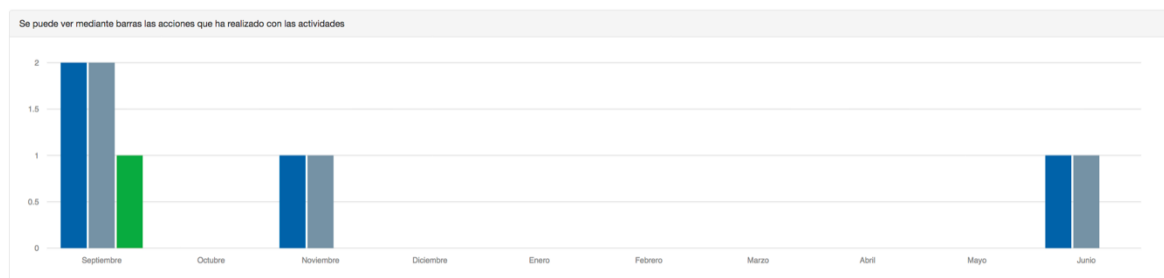 Se puede ver mediante barras las acciones que ha realizado con las actividades
2
1.5
1
0.5
0
Septiembre Octubre Noviembre Diciembre Enero Febrero Marzo Abril Mayo Junio